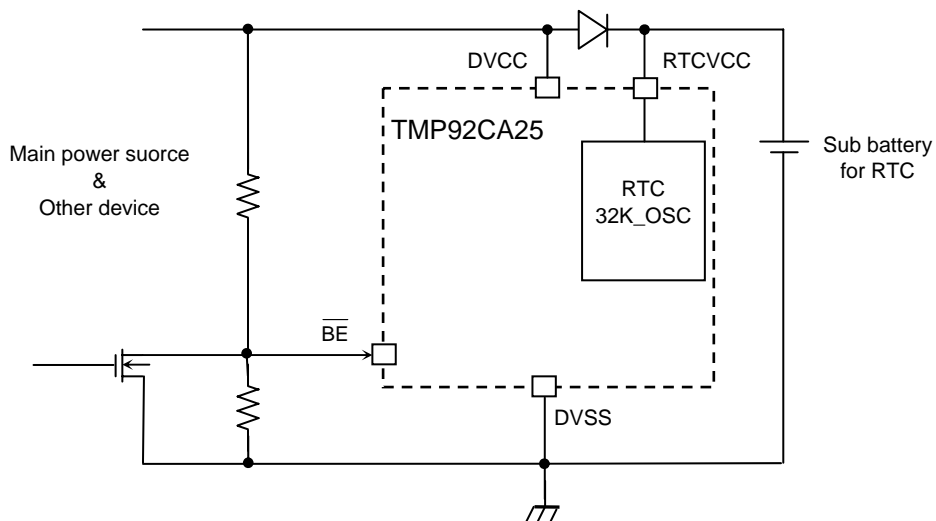 DVCC
RTCVCC
TMP92CA25
Main power suorce
&
Other device
Sub battery
for RTC
RTC
32K_OSC
BE
DVSS